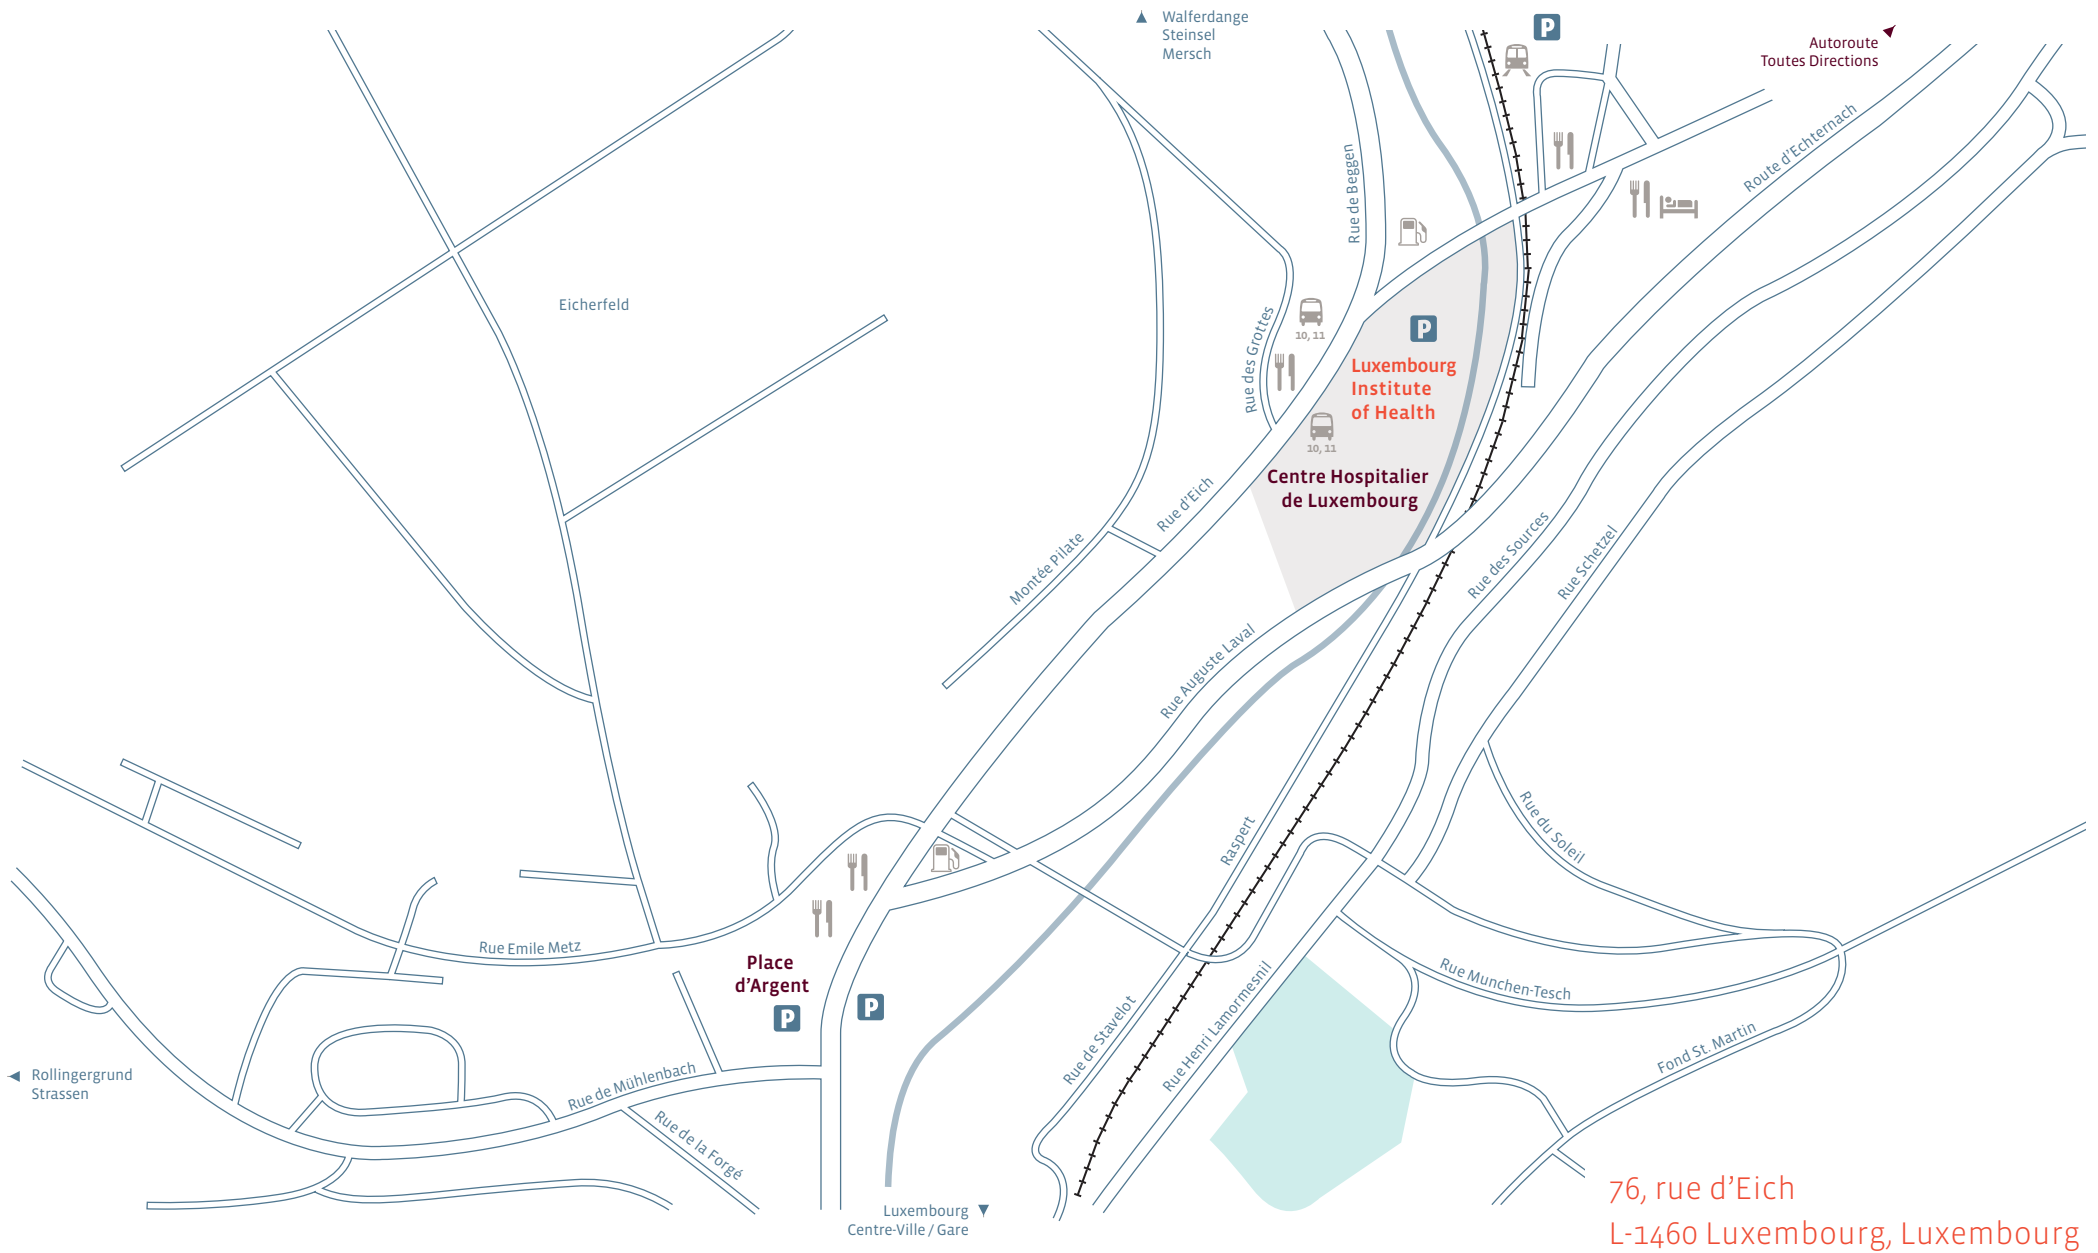 Walferdange
Steinsel
Mersch
P
Autoroute
Toutes Directions
Route d'Echternach
Rue de Beggen
Eicherfeld
Rue des Grottes
10, 11
P
Luxembourg
Institute
of Health
10, 11
Centre Hospitalier
de Luxembourg
Rue d'Eich
Montée Pilate
Rue des Sources
Rue Schetzel
Rue Auguste Laval
Raspert
Rue du Soleil
Rue Emile Metz
Place
d'Argent
P
P
Rue Munchen-Tesch
Rue de Stavelot
Rue Henri Lamormesnil
Fond St. Martin
Rollingergrund
Strassen
Rue de Mühlenbach
Rue de la Forgé
Luxembourg
Centre-Ville / Gare
76, rue d'Eich
L-1460 Luxembourg, Luxembourg